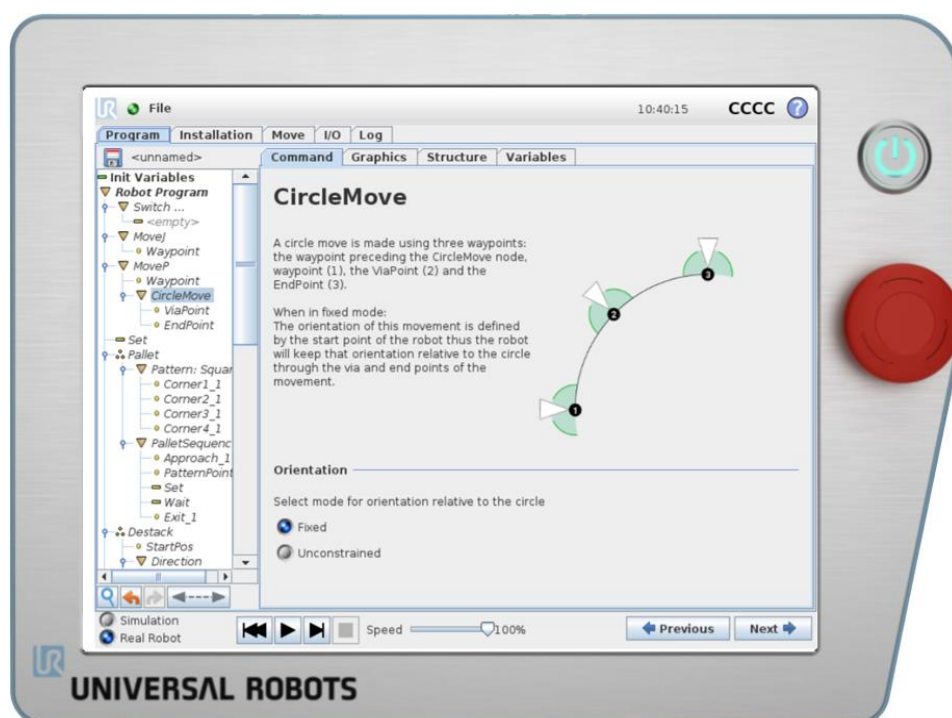 File
10:40:15
CCCC
?
Program Installation Move I/O Log
<unnamed>
Command Graphics Structure Variables
Init Variables
Robot Program
Switch ...
<empty>
MoveJ
Waypoint
MoveP
Waypoint
CircleMove
ViaPoint
EndPoint
Set
Pallet
Pattern: Squar
Corner1_1
Corner2_1
Corner3_1
Corner4_1
PalletSequenc
Approach_1
PatternPoint
Set
Wait
Exit_1
Destack
StartPos
Direction
CircleMove
A circle move is made using three waypoints:
the waypoint preceding the CircleMove node,
waypoint (1), the ViaPoint (2) and the
EndPoint (3).
When in fixed mode:
The orientation of this movement is defined
by the start point of the robot thus the robot
will keep that orientation relative to the circle
through the via and end points of the
movement.
3
2
1
Orientation
Select mode for orientation relative to the circle
Fixed
Unconstrained
Simulation
Real Robot
Speed 100%
Previous Next
UR
UNIVERSAL ROBOTS